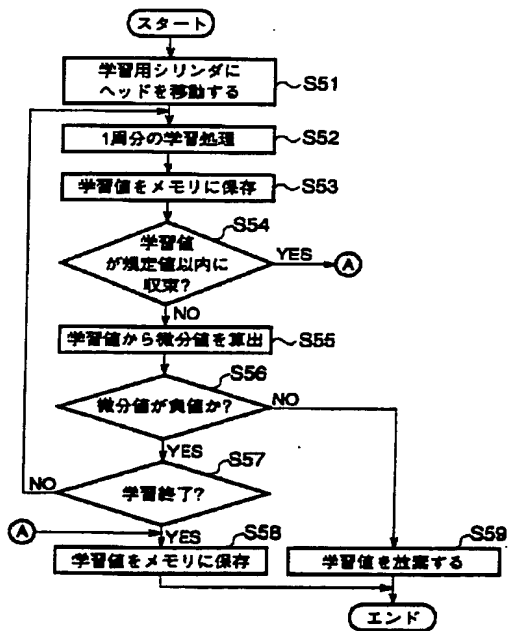 スタート
学習用シリンダに
ヘッドを移動する
S51
1周分の学習処理
S52
学習値をメモリに保存
S53
S54
学習値
が規定値以内に
収束?
YES
A
NO
学習値から微分値を算出
S55
S56
微分値が負値か?
NO
YES
S57
NO
学習終了?
A
YES
S58
学習値をメモリに保存
S59
学習値を放棄する
エンド